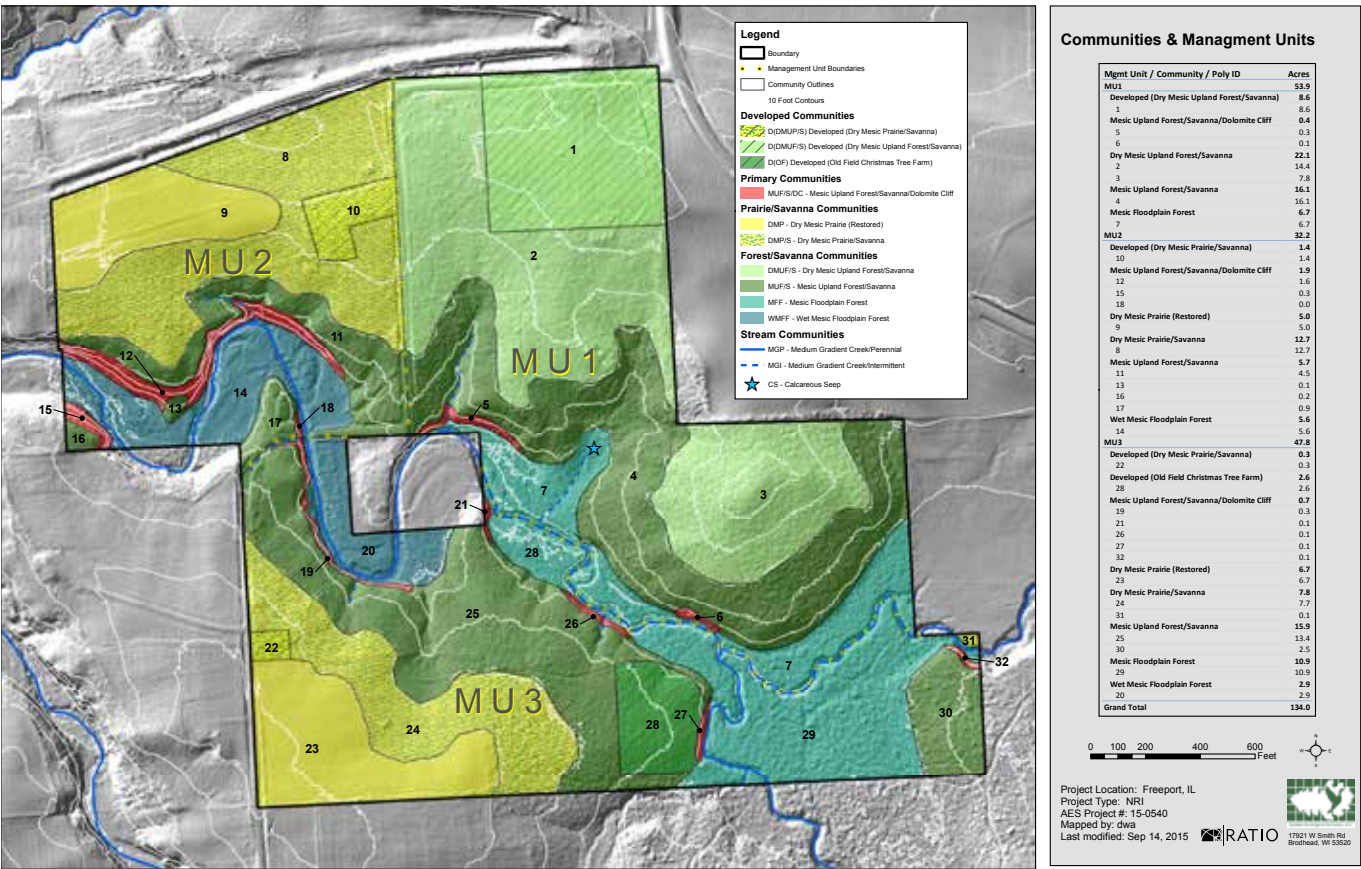 Legend
Boundary
Management Unit Boundaries
Community Outlines
10 Foot Contours
Developed Communities
D(DMUP/S) Developed (Dry Mesic Prairie/Savanna)
D(DMUF/S) Developed (Dry Mesic Upland Forest/Savanna)
D(OF) Developed (Old Field Christmas Tree Farm)
Primary Communities
MUF/S/DC - Mesic Upland Forest/Savanna/Dolomite Cliff
Prairie/Savanna Communities
DMP - Dry Mesic Prairie (Restored)
DMP/S - Dry Mesic Prairie/Savanna
Forest/Savanna Communities
DMUF/S - Dry Mesic Upland Forest/Savanna
MUF/S - Mesic Upland Forest/Savanna
MFF - Mesic Floodplain Forest
WMFF - Wet Mesic Floodplain Forest
Stream Communities
MGP - Medium Gradient Creek/Perennial
MGI - Medium Gradient Creek/Intermittent
CS - Calcareous Seep
8
1
9
10
2
MU2
11
MU1
12
14
13
15
17
18
5
16
4
7
3
21
20
28
19
25
26
6
22
31
7
32
MU3
24
23
28
27
29
30
Communities & Managment Units
Mgmt Unit / Community / Poly ID Acres
MU1 53.9
Developed (Dry Mesic Upland Forest/Savanna) 8.6
1 8.6
Mesic Upland Forest/Savanna/Dolomite Cliff 0.4
5 0.3
6 0.1
Dry Mesic Upland Forest/Savanna 22.1
2 14.4
3 7.8
Mesic Upland Forest/Savanna 16.1
4 16.1
Mesic Floodplain Forest 6.7
7 6.7
MU2 32.2
Developed (Dry Mesic Prairie/Savanna) 1.4
10 1.4
Mesic Upland Forest/Savanna/Dolomite Cliff 1.9
12 1.6
15 0.3
18 0.0
Dry Mesic Prairie (Restored) 5.0
9 5.0
Dry Mesic Prairie/Savanna 12.7
8 12.7
Mesic Upland Forest/Savanna 5.7
11 4.5
13 0.1
16 0.2
17 0.9
Wet Mesic Floodplain Forest 5.6
14 5.6
MU3 47.8
Developed (Dry Mesic Prairie/Savanna) 0.3
22 0.3
Developed (Old Field Christmas Tree Farm) 2.6
28 2.6
Mesic Upland Forest/Savanna/Dolomite Cliff 0.7
19 0.3
21 0.1
26 0.1
27 0.1
32 0.1
Dry Mesic Prairie (Restored) 6.7
23 6.7
Dry Mesic Prairie/Savanna 7.8
24 7.7
31 0.1
Mesic Upland Forest/Savanna 15.9
25 13.4
30 2.5
Mesic Floodplain Forest 10.9
29 10.9
Wet Mesic Floodplain Forest 2.9
20 2.9
Grand Total 134.0
0 100 200 400 600
Feet
N
W E
S
Project Location: Freeport, IL
Project Type: NRI
AES Project #: 15-0540
Mapped by: dwa
Last modified: Sep 14, 2015
RATIO
17921 W Smith Rd
Brodhead, WI 53520